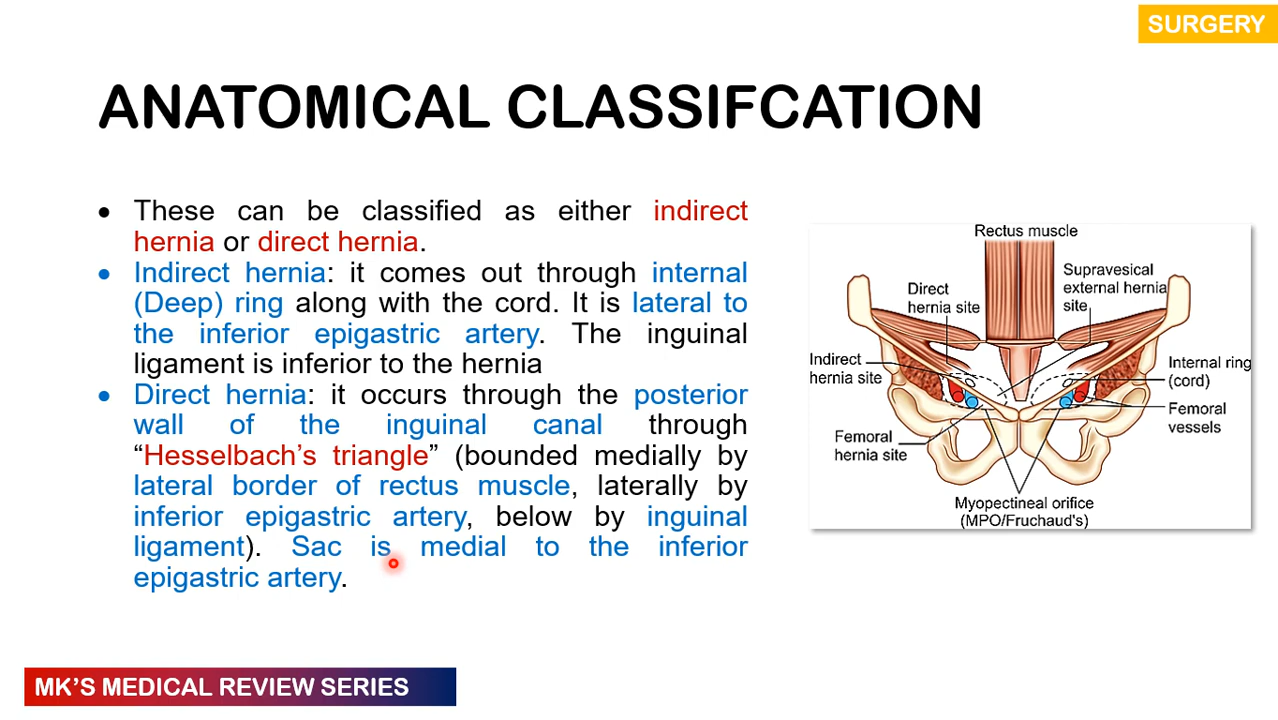 SURGERY
ANATOMICAL CLASSIFCATION
• These can be classified as either indirect
hernia or direct hernia.
• Indirect hernia: it comes out through internal
(Deep) ring along with the cord. It is lateral to
the inferior epigastric artery. The inguinal
ligament is inferior to the hernia
• Direct hernia: it occurs through the posterior
wall of the inguinal canal through
“Hesselbach’s triangle” (bounded medially by
lateral border of rectus muscle, laterally by
inferior epigastric artery, below by inguinal
ligament). Sac is medial to the inferior
epigastric artery.
Rectus muscle
Direct
hernia site
Supravesical
external hernia
site
Indirect
hernia site
Internal ring
(cord)
Femoral
vessels
Femoral
hernia site
Myopectineal orifice
(MPO/Fruchaud's)
MK’S MEDICAL REVIEW SERIES